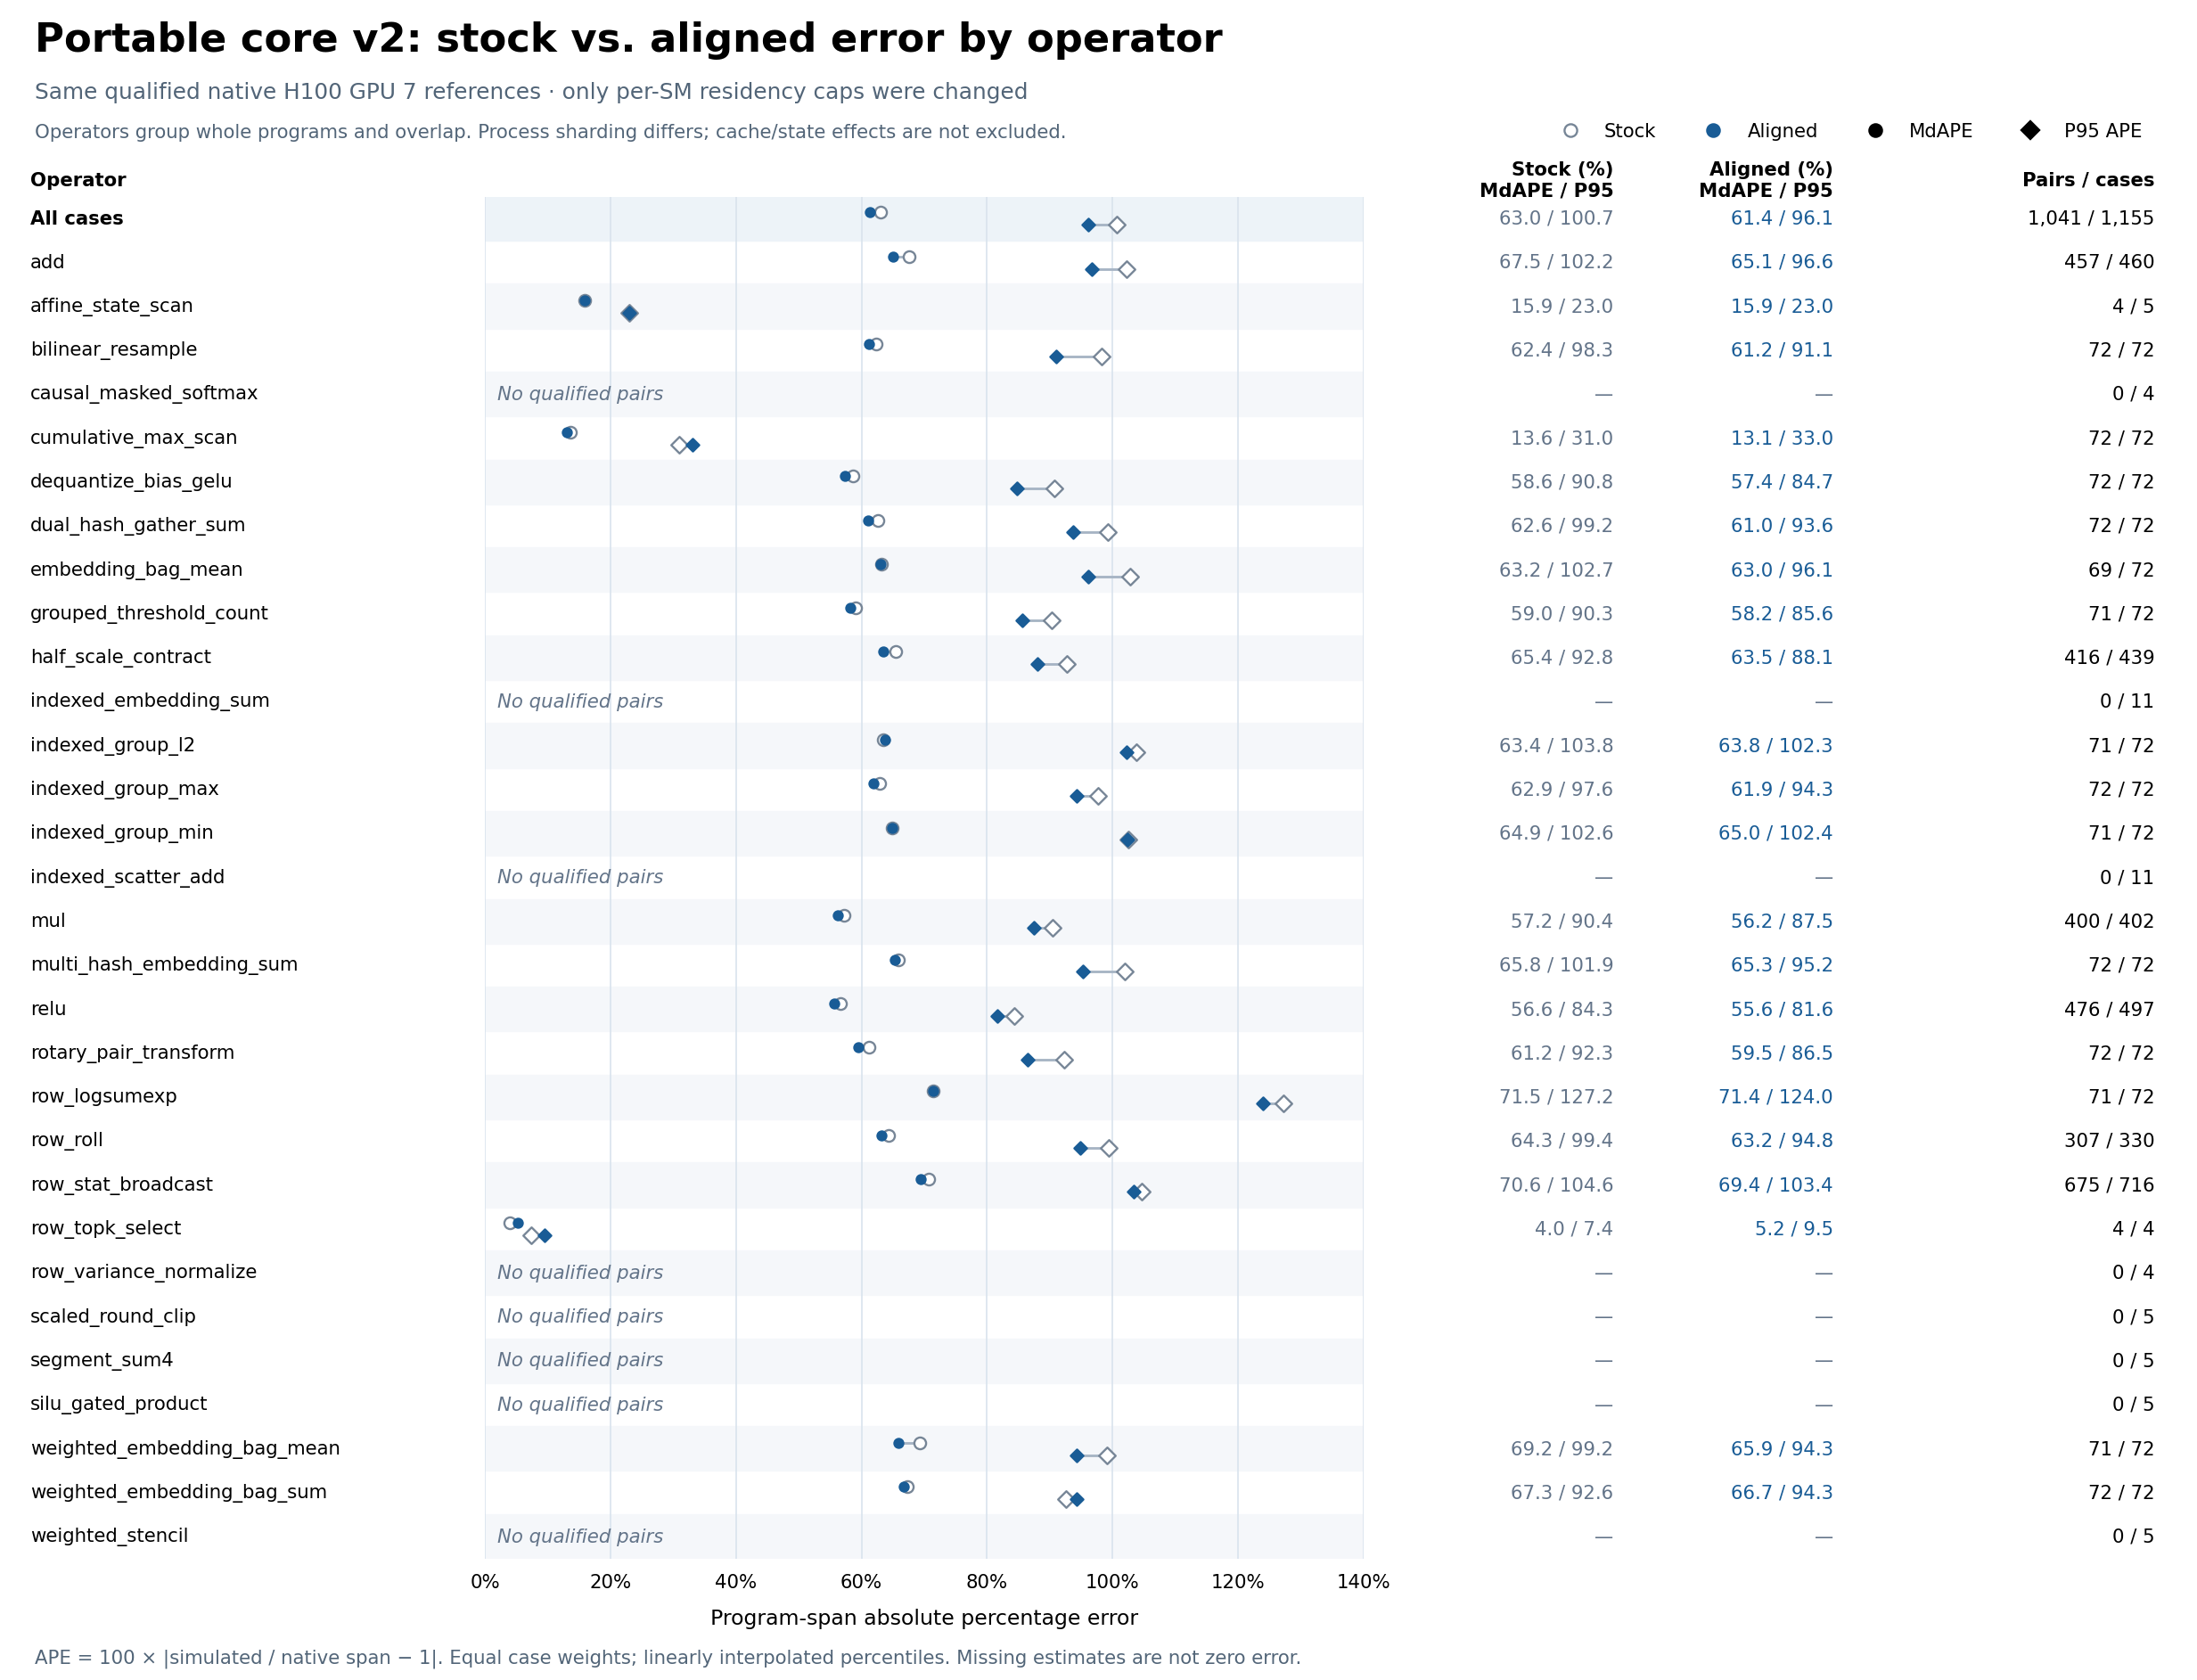 Portable core v2: stock vs. aligned error by operator
Same qualified native H100 GPU 7 references · only per-SM residency caps were changed
Operators group whole programs and overlap. Process sharding differs; cache/state effects are not excluded.
Stock Aligned MdAPE P95 APE
Operator Stock (%) MdAPE / P95 Aligned (%) MdAPE / P95 Pairs / cases
All cases 63.0 / 100.7 61.4 / 96.1 1,041 / 1,155
add 67.5 / 102.2 65.1 / 96.6 457 / 460
affine_state_scan 15.9 / 23.0 15.9 / 23.0 4 / 5
bilinear_resample 62.4 / 98.3 61.2 / 91.1 72 / 72
causal_masked_softmax No qualified pairs — — 0 / 4
cumulative_max_scan 13.6 / 31.0 13.1 / 33.0 72 / 72
dequantize_bias_gelu 58.6 / 90.8 57.4 / 84.7 72 / 72
dual_hash_gather_sum 62.6 / 99.2 61.0 / 93.6 72 / 72
embedding_bag_mean 63.2 / 102.7 63.0 / 96.1 69 / 72
grouped_threshold_count 59.0 / 90.3 58.2 / 85.6 71 / 72
half_scale_contract 65.4 / 92.8 63.5 / 88.1 416 / 439
indexed_embedding_sum No qualified pairs — — 0 / 11
indexed_group_l2 63.4 / 103.8 63.8 / 102.3 71 / 72
indexed_group_max 62.9 / 97.6 61.9 / 94.3 72 / 72
indexed_group_min 64.9 / 102.6 65.0 / 102.4 71 / 72
indexed_scatter_add No qualified pairs — — 0 / 11
mul 57.2 / 90.4 56.2 / 87.5 400 / 402
multi_hash_embedding_sum 65.8 / 101.9 65.3 / 95.2 72 / 72
relu 56.6 / 84.3 55.6 / 81.6 476 / 497
rotary_pair_transform 61.2 / 92.3 59.5 / 86.5 72 / 72
row_logsumexp 71.5 / 127.2 71.4 / 124.0 71 / 72
row_roll 64.3 / 99.4 63.2 / 94.8 307 / 330
row_stat_broadcast 70.6 / 104.6 69.4 / 103.4 675 / 716
row_topk_select 4.0 / 7.4 5.2 / 9.5 4 / 4
row_variance_normalize No qualified pairs — — 0 / 4
scaled_round_clip No qualified pairs — — 0 / 5
segment_sum4 No qualified pairs — — 0 / 5
silu_gated_product No qualified pairs — — 0 / 5
weighted_embedding_bag_mean 69.2 / 99.2 65.9 / 94.3 71 / 72
weighted_embedding_bag_sum 67.3 / 92.6 66.7 / 94.3 72 / 72
weighted_stencil No qualified pairs — — 0 / 5
0% 20% 40% 60% 80% 100% 120% 140%
Program-span absolute percentage error
APE = 100 × |simulated / native span − 1|. Equal case weights; linearly interpolated percentiles. Missing estimates are not zero error.